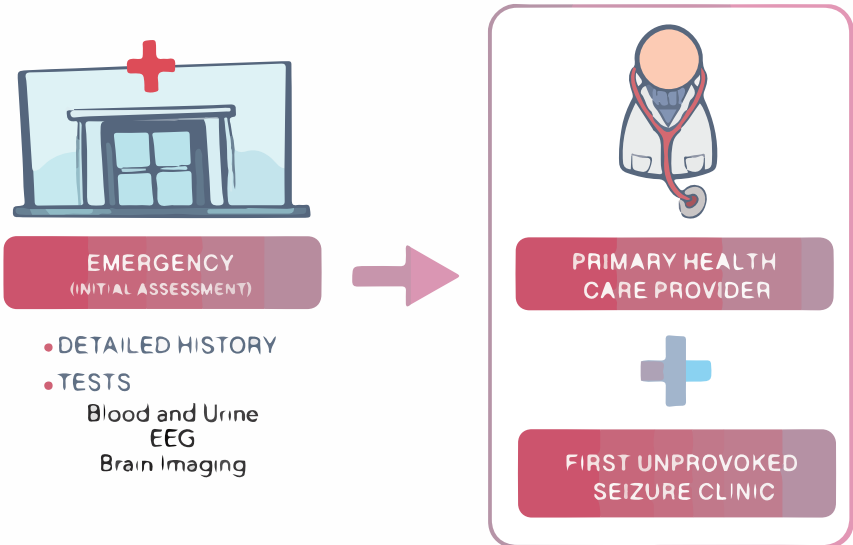 EMERGENCY
(INITIAL ASSESSMENT)
• DETAILED HISTORY
• TESTS
Blood and Urine
EEG
Brain Imaging
PRIMARY HEALTH
CARE PROVIDER
FIRST UNPROVOKED
SEIZURE CLINIC